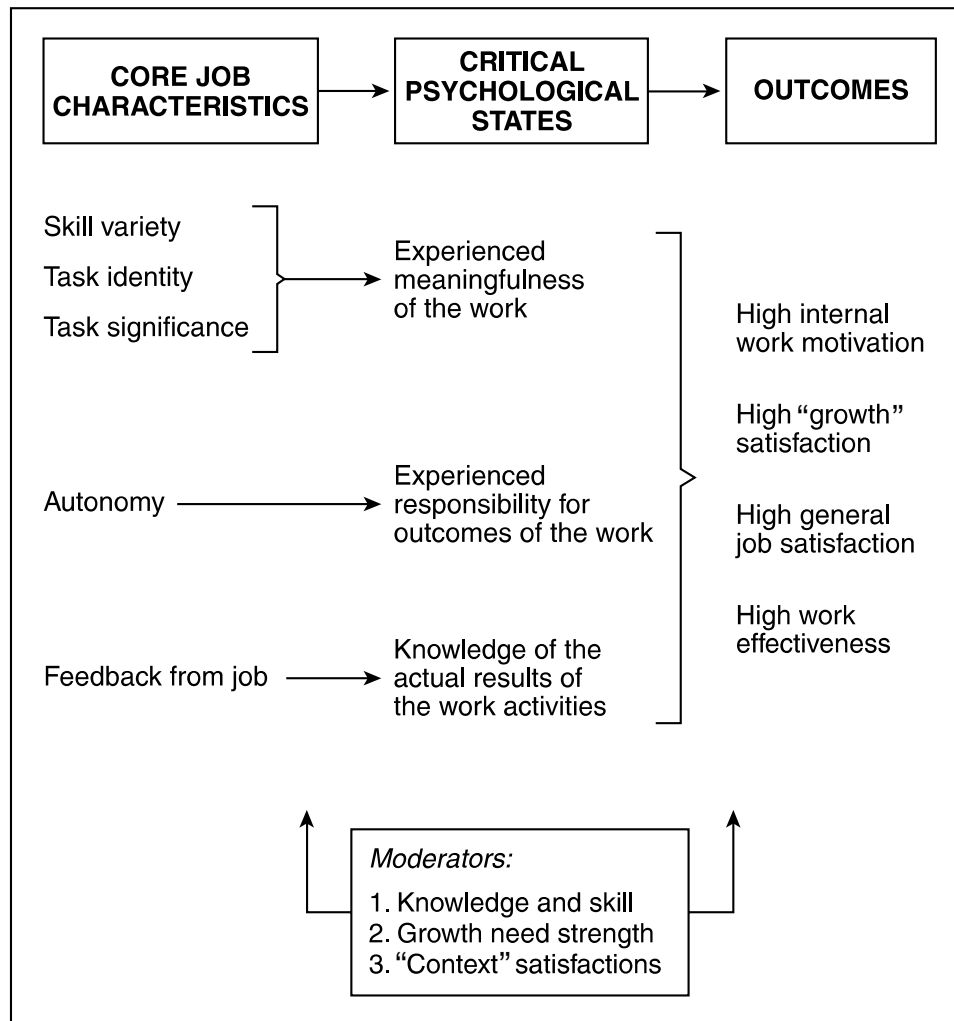 CORE JOB
CHARACTERISTICS
CRITICAL
PSYCHOLOGICAL
STATES
OUTCOMES
Skill variety
Task identity
Task significance
Experienced
meaningfulness
of the work
Autonomy
Experienced
responsibility for
outcomes of the work
Feedback from job
Knowledge of the
actual results of
the work activities
High internal
work motivation
High “growth”
satisfaction
High general
job satisfaction
High work
effectiveness
Moderators:
1. Knowledge and skill
2. Growth need strength
3. “Context” satisfactions